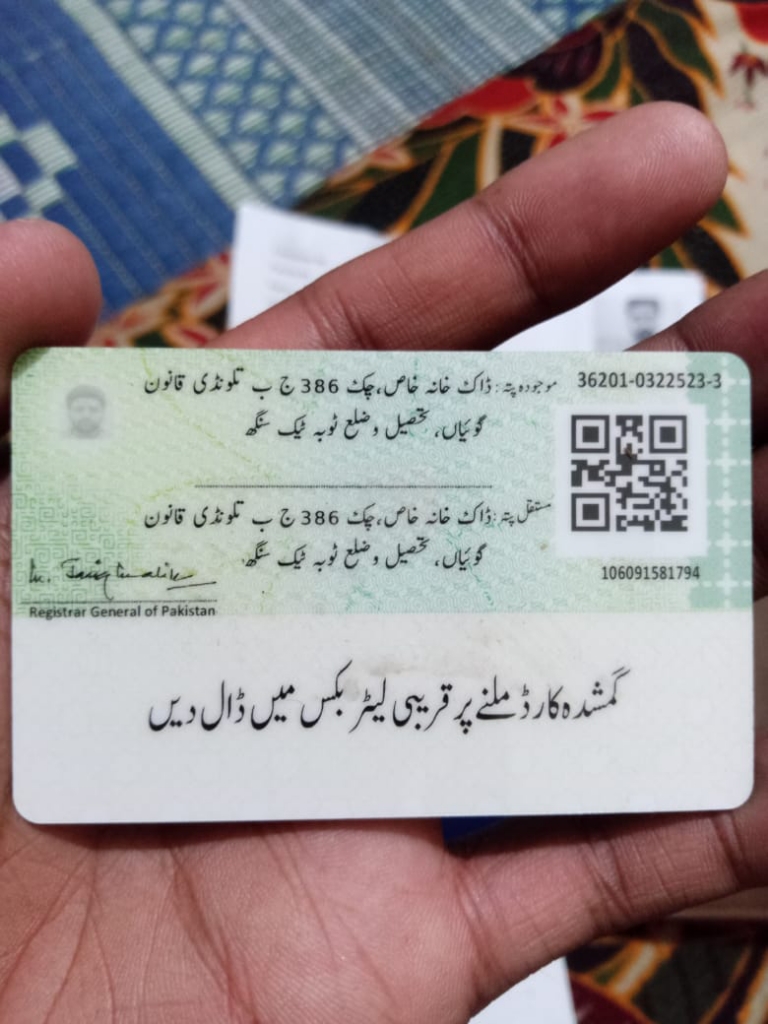 36201-0322523-3
موجودہ پتہ: ڈاک خانہ خاص، چک 386 ج ب تلونڈی قانون
گوئیاں، تحصیل و ضلع ٹوبہ ٹیک سنگھ
مستقل پتہ: ڈاک خانہ خاص، چک 386 ج ب تلونڈی قانون
گوئیاں، تحصیل و ضلع ٹوبہ ٹیک سنگھ
106091581794
Registrar General of Pakistan
گمشدہ کارڈ ملنے پر قریبی لیٹر بکس میں ڈال دیں